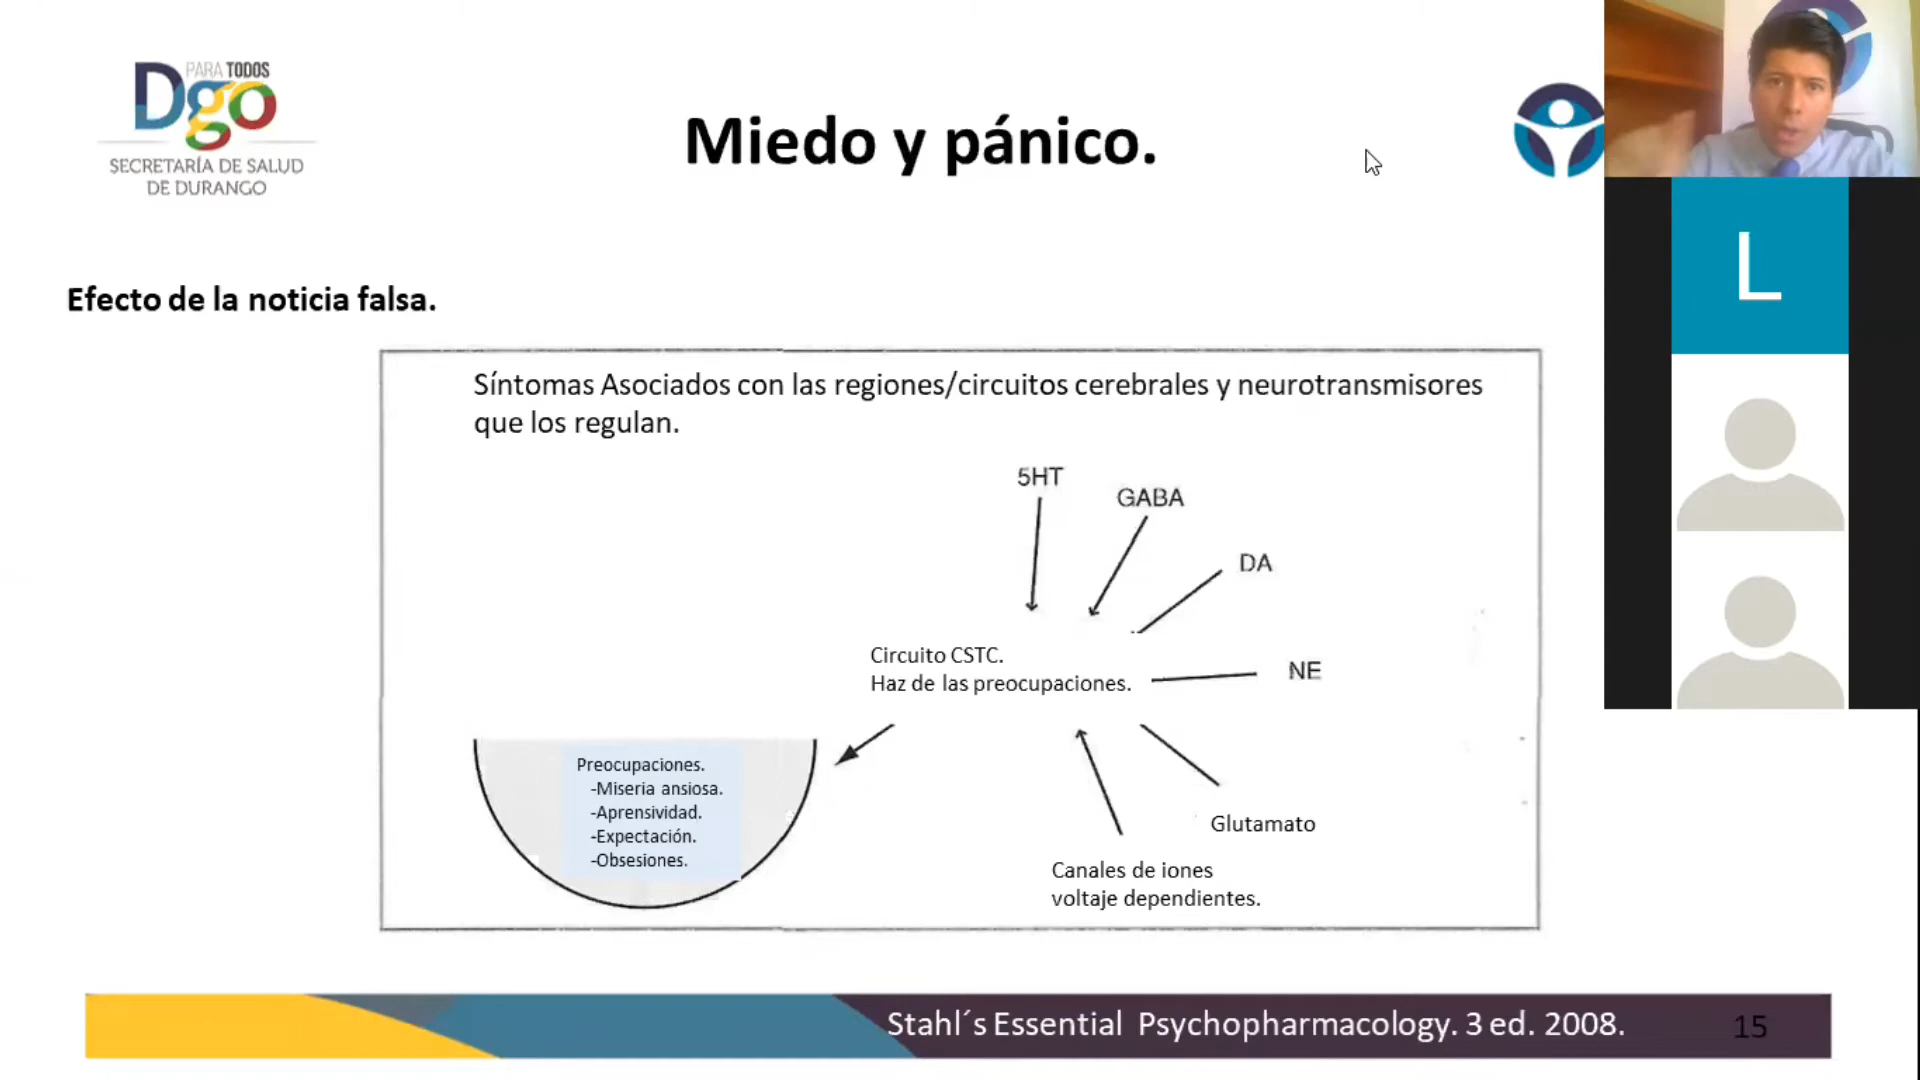 PARA TODOS
Dgo
SECRETARÍA DE SALUD
DE DURANGO
Miedo y pánico.
L
Efecto de la noticia falsa.
Síntomas Asociados con las regiones/circuitos cerebrales y neurotransmisores
que los regulan.
5HT
GABA
DA
Circuito CSTC.
Haz de las preocupaciones.
NE
Preocupaciones.
-Miseria ansiosa.
-Aprensividad.
-Expectación.
-Obsesiones.
Glutamato
Canales de iones
voltaje dependientes.
Stahl´s Essential Psychopharmacology. 3 ed. 2008.
15